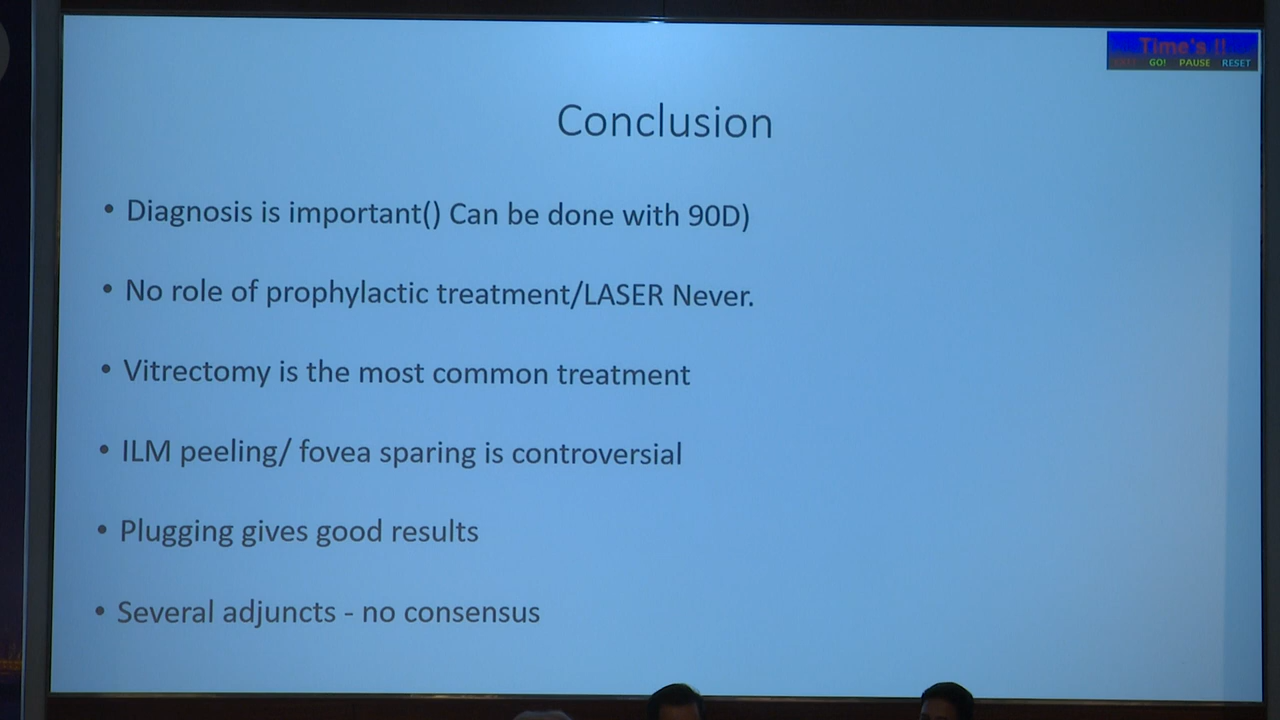 Time's !!
GO! PAUSE RESET
Conclusion
• Diagnosis is important() Can be done with 90D)
• No role of prophylactic treatment/LASER Never.
• Vitrectomy is the most common treatment
• ILM peeling/ fovea sparing is controversial
• Plugging gives good results
• Several adjuncts - no consensus